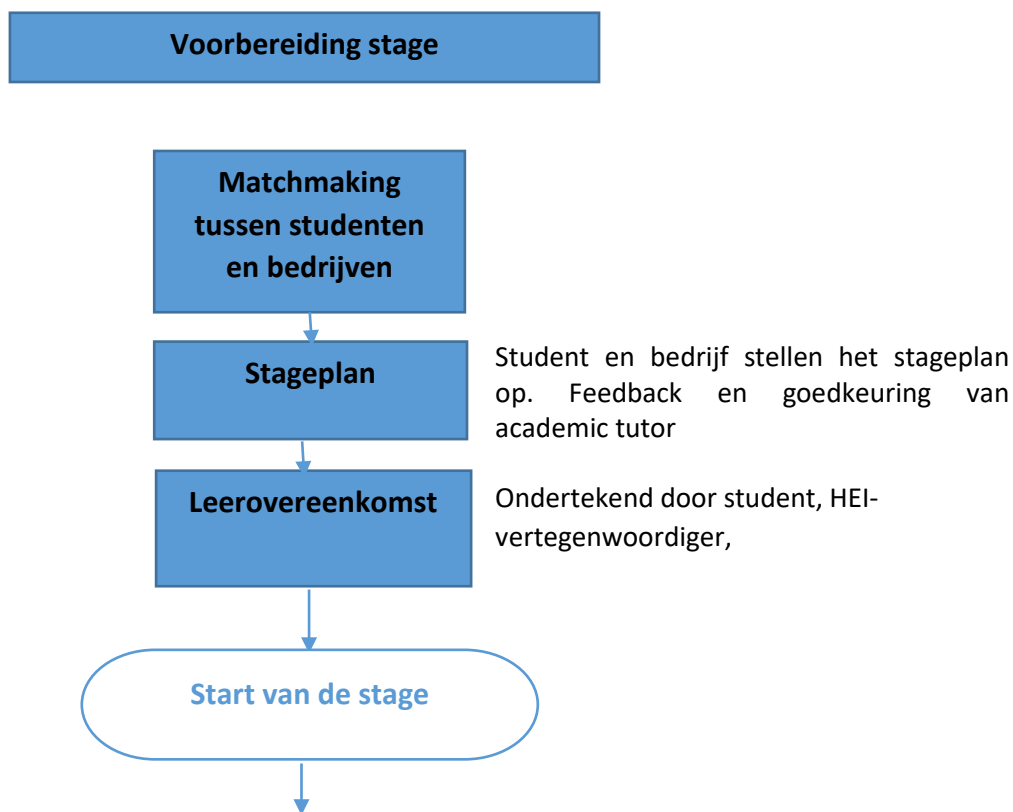 Voorbereiding stage
Matchmaking
tussen studenten
en bedrijven
Stageplan
Student en bedrijf stellen het stageplan
op. Feedback en goedkeuring van
academic tutor
Leerovereenkomst
Ondertekend door student, HEI-
vertegenwoordiger,
Start van de stage